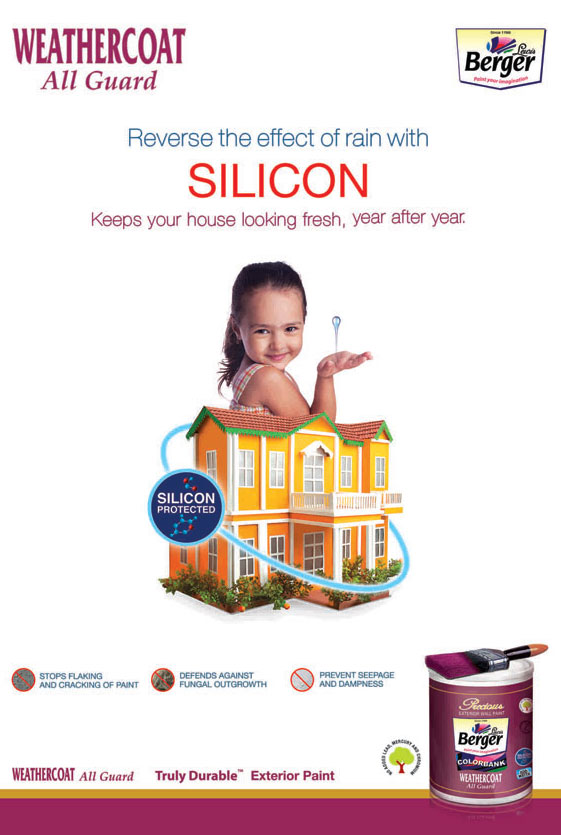 WEATHERCOAT
All Guard
Since 1760
Lewis
Berger
Paint your imagination
Reverse the effect of rain with
SILICON
Keeps your house looking fresh, year after year.
SILICON
PROTECTED
STOPS FLAKING
AND CRACKING OF PAINT
DEFENDS AGAINST
FUNGAL OUTGROWTH
PREVENT SEEPAGE
AND DAMPNESS
NO ADDED LEAD, MERCURY AND CHROMIUM
Precious
EXTERIOR WALL PAINT
Lewis
Berger
Paint your imagination
COLORBANK
WEATHERCOAT
All Guard
WEATHERCOAT All Guard Truly Durable™ Exterior Paint